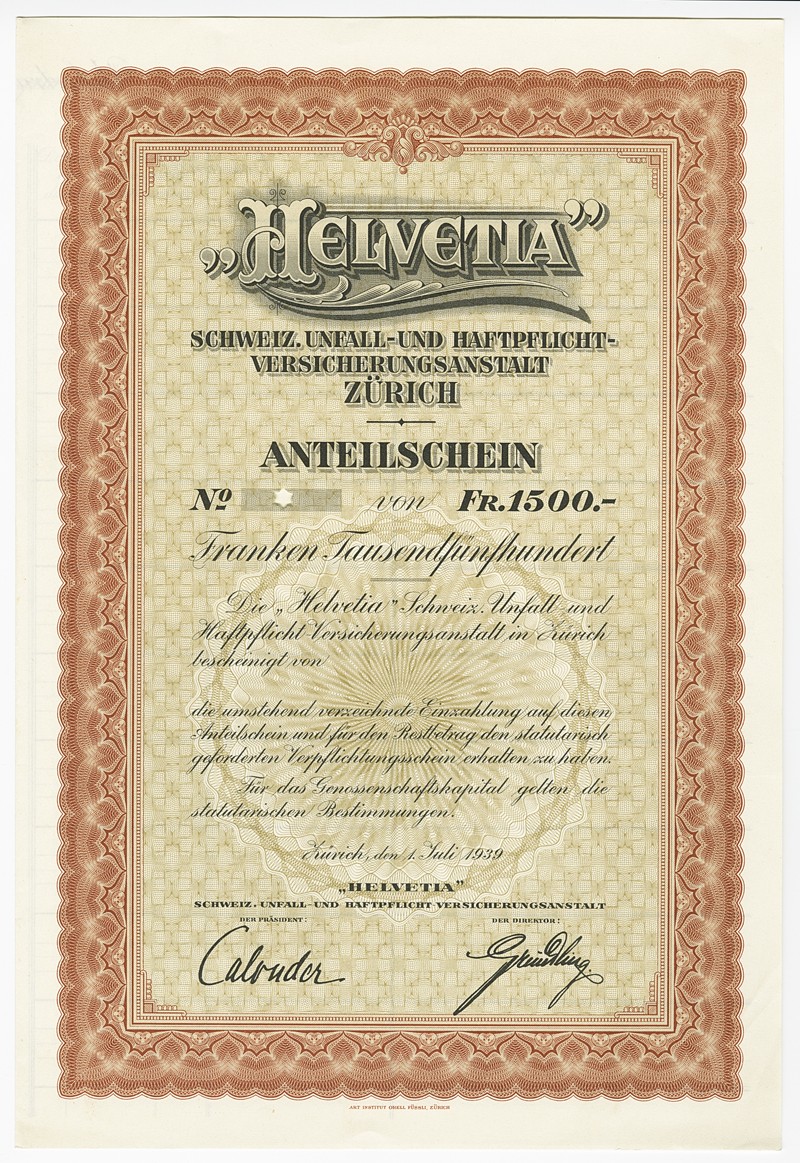 „HELVETIA”
SCHWEIZ. UNFALL- UND HAFTPFLICHT-
VERSICHERUNGSANSTALT
ZÜRICH
ANTEILSCHEIN
No von FR. 1500.-
Franken Tausendfünfhundert
Die „Helvetia” Schweiz. Unfall- und
Haftpflicht-Versicherungsanstalt in Zürich
bescheinigt von
die umstehend verzeichnete Einzahlung auf diesen
Anteilschein und für den Restbetrag den statutarisch
geforderten Verpflichtungsschein erhalten zu haben.
Für das Genossenschaftskapital gelten die
statutarischen Bestimmungen.
Zürich, den 1. Juli 1939
„HELVETIA”
SCHWEIZ. UNFALL- UND HAFTPFLICHT-VERSICHERUNGSANSTALT
DER PRÄSIDENT: DER DIREKTOR:
Calonder Gründling
ART. INSTITUT ORELL FÜSSLI, ZÜRICH